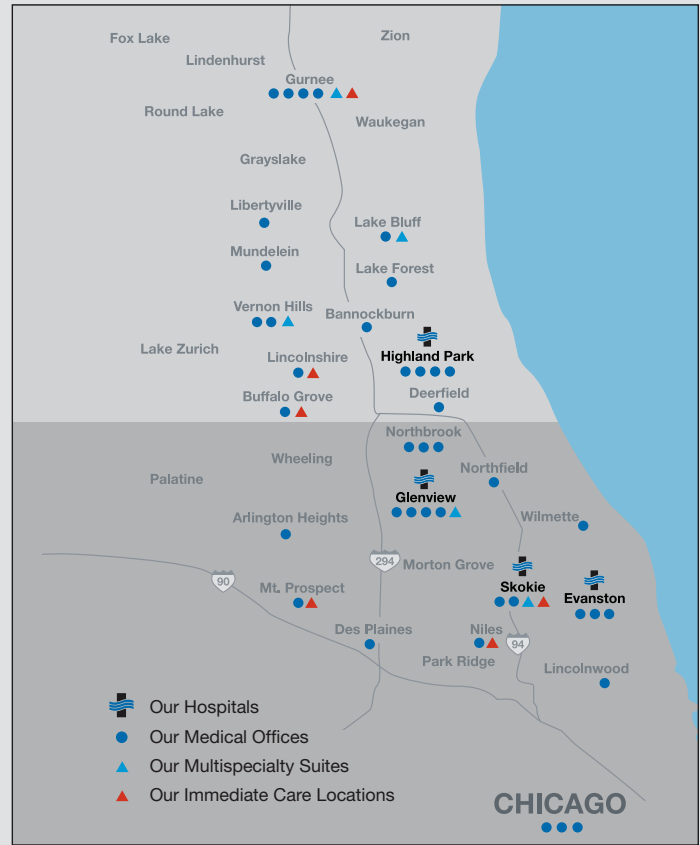 Fox Lake
Zion
Lindenhurst
Gurnee
Round Lake
Waukegan
Grayslake
Libertyville
Lake Bluff
Mundelein
Lake Forest
Vernon Hills
Bannockburn
Lake Zurich
Lincolnshire
Highland Park
Buffalo Grove
Deerfield
Northbrook
Wheeling
Northfield
Palatine
Glenview
Arlington Heights
Wilmette
294
Morton Grove
90
Mt. Prospect
Skokie
Evanston
Des Plaines
Niles
94
Park Ridge
Lincolnwood
Our Hospitals
Our Medical Offices
Our Multispecialty Suites
Our Immediate Care Locations
CHICAGO